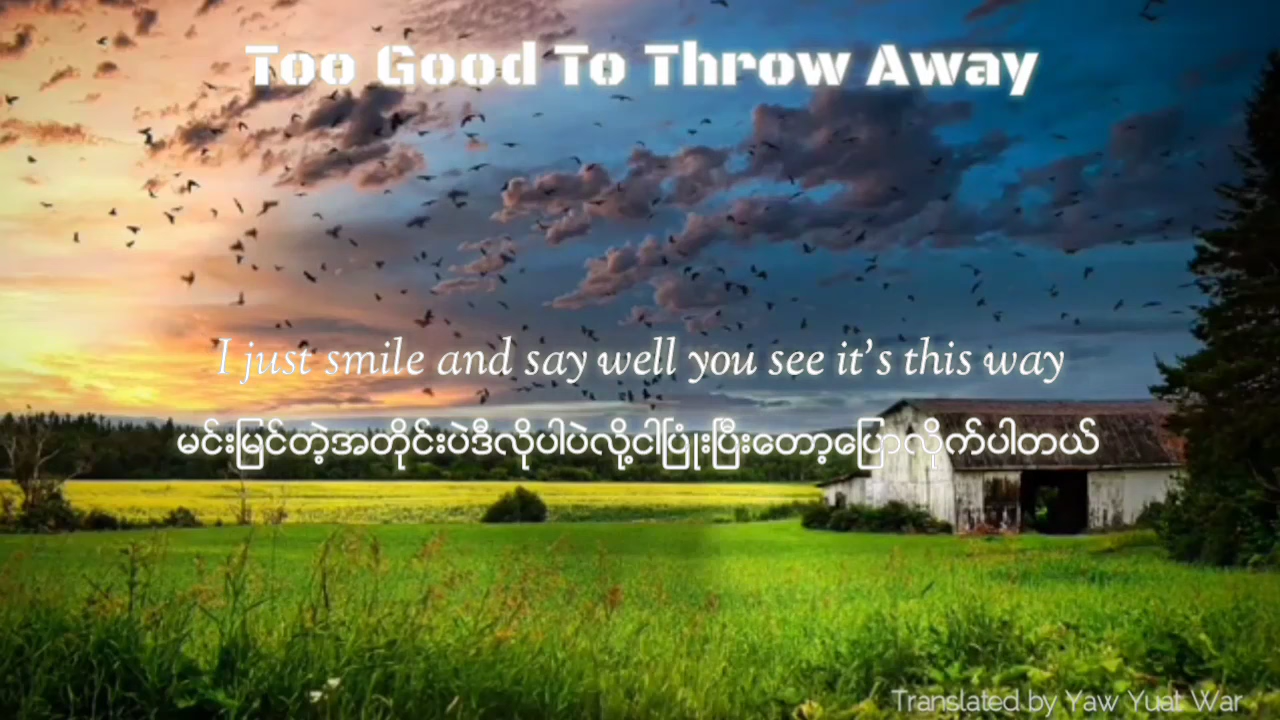 Too Good To Throw Away
I just smile and say well you see it's this way
မင်းမြင်တဲ့အတိုင်းပဲဒီလိုပါပဲလို့ငါပြုံးပြီးတော့ပြောလိုက်ပါတယ်
Translated by Yaw Yuat War